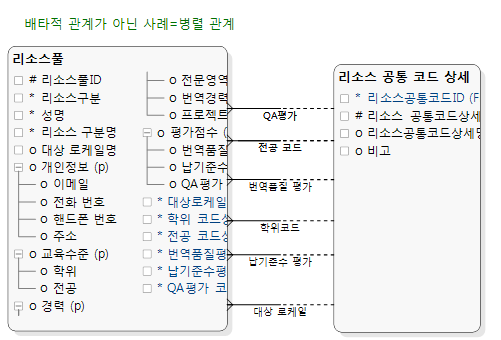 배타적 관계가 아닌 사례=병렬 관계
리소스풀
# 리소스풀ID
* 리소스구분
* 성명
* 리소스 구분명
o 대상 로케일명
o 개인정보 (p)
o 이메일
o 전화 번호
o 핸드폰 번호
o 주소
o 교육수준 (p)
o 학위
o 전공
o 경력 (p)
o 전문영역
o 번역경력
o 프로젝트
o 평가점수 (
o 번역품질
o 납기준수
o QA평가
* 대상로케일
* 학위 코드상
* 전공 코드상
* 번역품질평
* 납기준수평
* QA평가 코
QA평가
전공 코드
번역품질 평가
학위코드
납기준수 평가
대상 로케일
리소스 공통 코드 상세
* 리소스공통코드ID (F
# 리소스 공통 코드상세
o 리소스공통코드상세명
o 비고